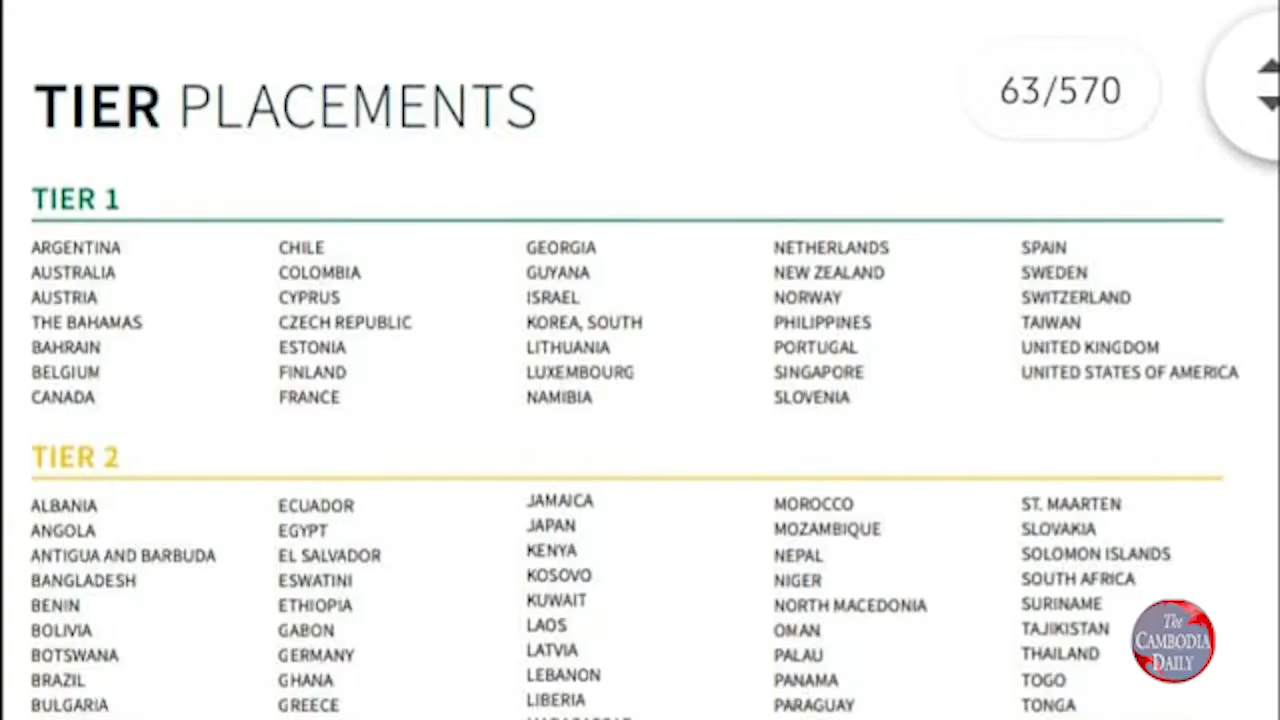 TIER PLACEMENTS
63/570
TIER 1
ARGENTINA CHILE GEORGIA NETHERLANDS SPAIN
AUSTRALIA COLOMBIA GUYANA NEW ZEALAND SWEDEN
AUSTRIA CYPRUS ISRAEL NORWAY SWITZERLAND
THE BAHAMAS CZECH REPUBLIC KOREA, SOUTH PHILIPPINES TAIWAN
BAHRAIN ESTONIA LITHUANIA PORTUGAL UNITED KINGDOM
BELGIUM FINLAND LUXEMBOURG SINGAPORE UNITED STATES OF AMERICA
CANADA FRANCE NAMIBIA SLOVENIA
TIER 2
ALBANIA ECUADOR JAMAICA MOROCCO ST. MAARTEN
ANGOLA EGYPT JAPAN MOZAMBIQUE SLOVAKIA
ANTIGUA AND BARBUDA EL SALVADOR KENYA NEPAL SOLOMON ISLANDS
BANGLADESH ESWATINI KOSOVO NIGER SOUTH AFRICA
BENIN ETHIOPIA KUWAIT NORTH MACEDONIA SURINAME
BOLIVIA GABON LAOS OMAN TAJIKISTAN
BOTSWANA GERMANY LATVIA PALAU THAILAND
BRAZIL GHANA LEBANON PANAMA TOGO
BULGARIA GREECE LIBERIA PARAGUAY TONGA
The
CAMBODIA
DAILY